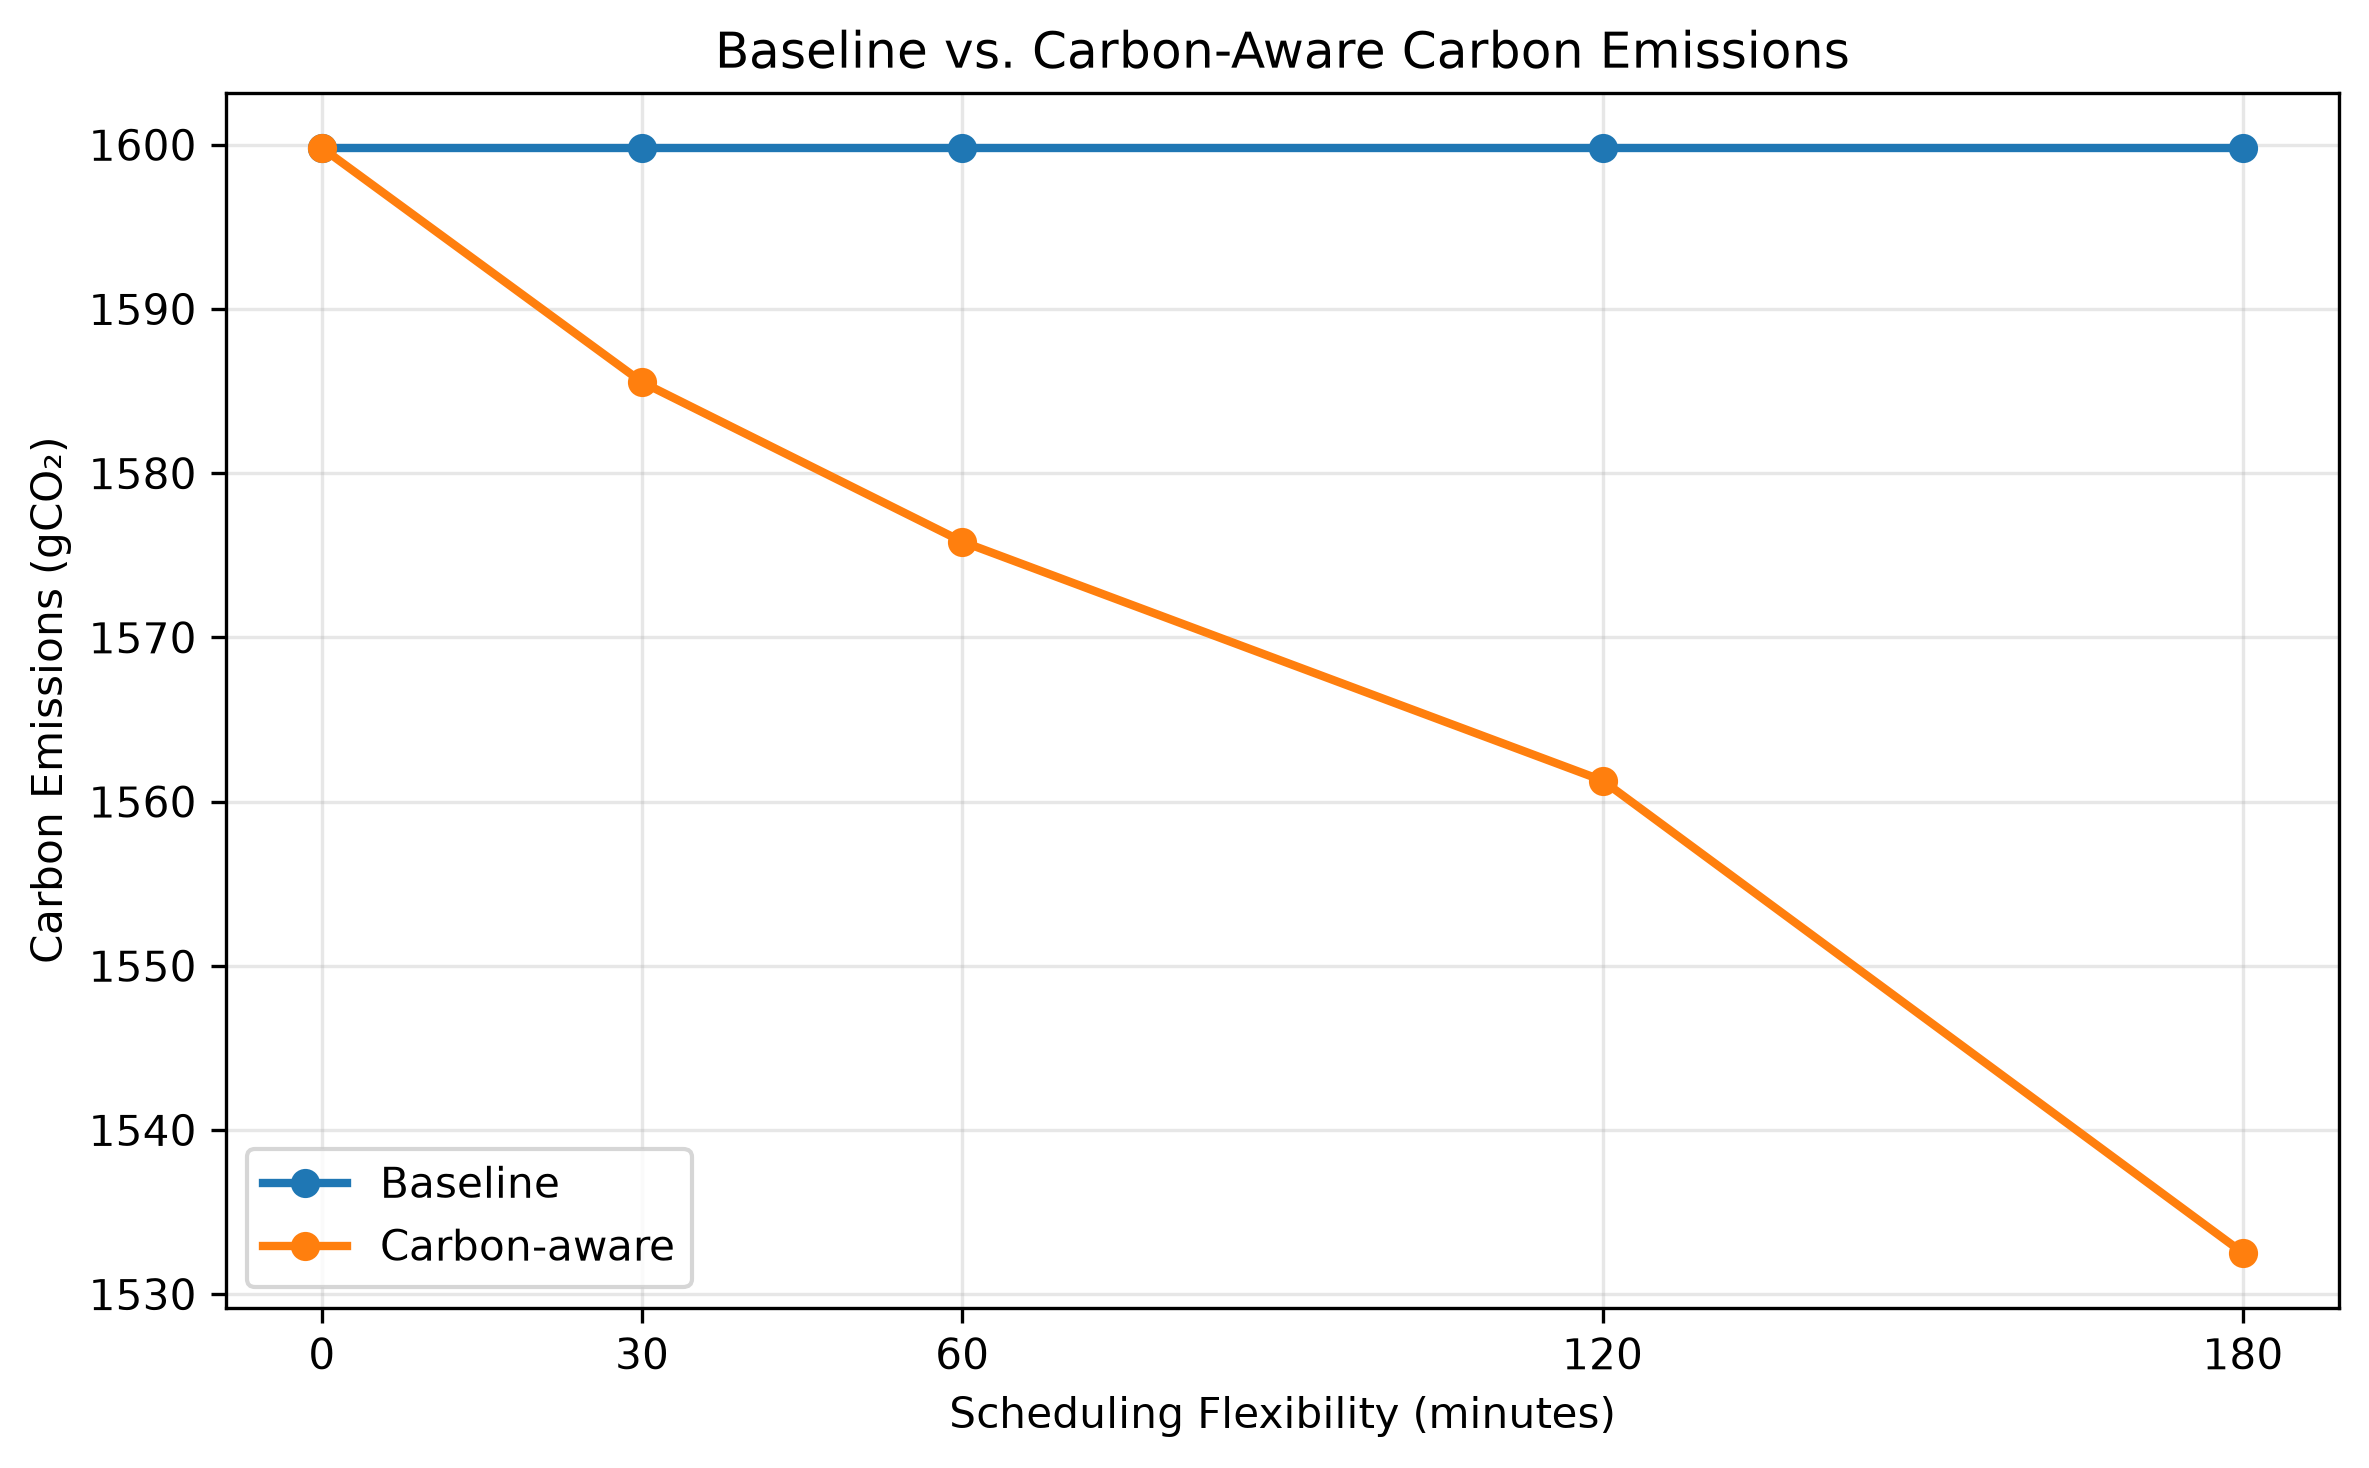 Baseline vs. Carbon-Aware Carbon Emissions
Carbon Emissions (gCO₂)
1600
1590
1580
1570
1560
1550
1540
1530
Baseline
Carbon-aware
0 30 60 120 180
Scheduling Flexibility (minutes)